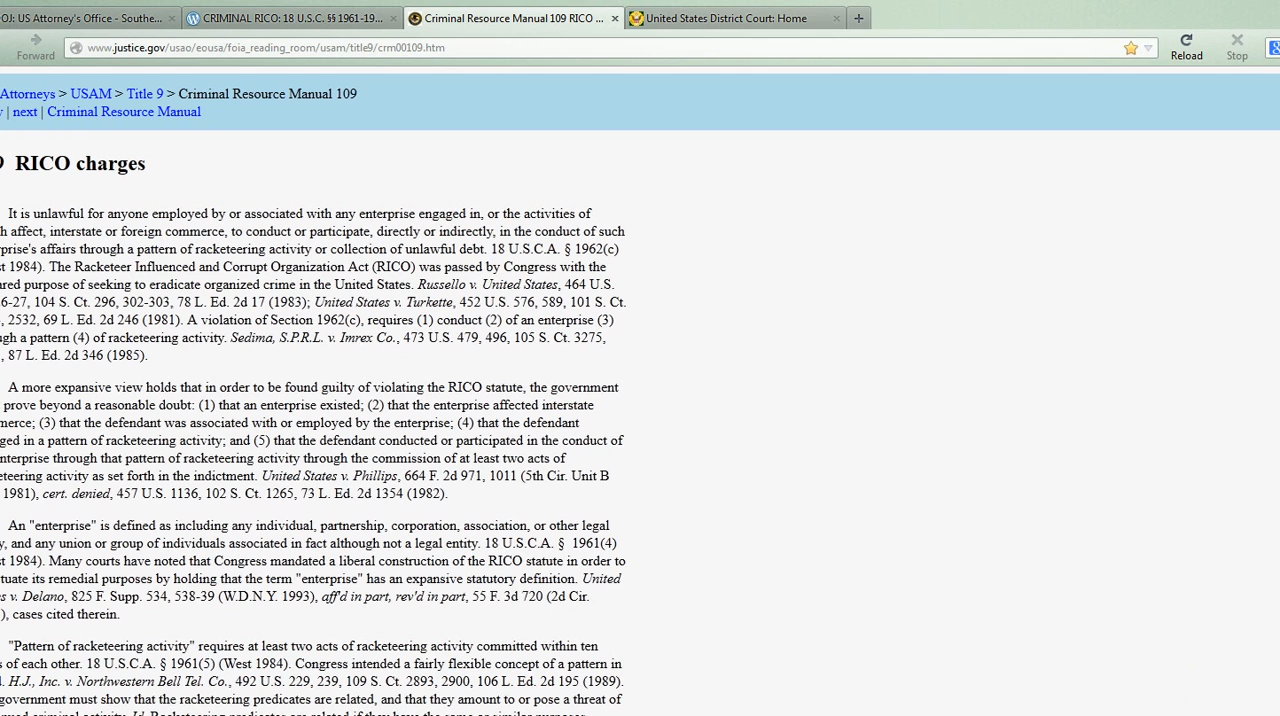 OJ: US Attorney's Office - Southe...
CRIMINAL RICO: 18 U.S.C. §§1961-19...
Criminal Resource Manual 109 RICO ...
United States District Court: Home
Forward
www.justice.gov/usao/eousa/foia_reading_room/usam/title9/crm00109.htm
Reload
Stop
Attorneys > USAM > Title 9 > Criminal Resource Manual 109
| next | Criminal Resource Manual
RICO charges
It is unlawful for anyone employed by or associated with any enterprise engaged in, or the activities of
h affect, interstate or foreign commerce, to conduct or participate, directly or indirectly, in the conduct of such
rprise's affairs through a pattern of racketeering activity or collection of unlawful debt. 18 U.S.C.A. § 1962(c)
st 1984). The Racketeer Influenced and Corrupt Organization Act (RICO) was passed by Congress with the
ared purpose of seeking to eradicate organized crime in the United States. Russello v. United States, 464 U.S.
6-27, 104 S. Ct. 296, 302-303, 78 L. Ed. 2d 17 (1983); United States v. Turkette, 452 U.S. 576, 589, 101 S. Ct.
, 2532, 69 L. Ed. 2d 246 (1981). A violation of Section 1962(c), requires (1) conduct (2) of an enterprise (3)
ugh a pattern (4) of racketeering activity. Sedima, S.P.R.L. v. Imrex Co., 473 U.S. 479, 496, 105 S. Ct. 3275,
, 87 L. Ed. 2d 346 (1985).
A more expansive view holds that in order to be found guilty of violating the RICO statute, the government
prove beyond a reasonable doubt: (1) that an enterprise existed; (2) that the enterprise affected interstate
merce; (3) that the defendant was associated with or employed by the enterprise; (4) that the defendant
ged in a pattern of racketeering activity; and (5) that the defendant conducted or participated in the conduct of
nterprise through that pattern of racketeering activity through the commission of at least two acts of
eteering activity as set forth in the indictment. United States v. Phillips, 664 F. 2d 971, 1011 (5th Cir. Unit B
1981), cert. denied, 457 U.S. 1136, 102 S. Ct. 1265, 73 L. Ed. 2d 1354 (1982).
An "enterprise" is defined as including any individual, partnership, corporation, association, or other legal
y, and any union or group of individuals associated in fact although not a legal entity. 18 U.S.C.A. § 1961(4)
st 1984). Many courts have noted that Congress mandated a liberal construction of the RICO statute in order to
tuate its remedial purposes by holding that the term "enterprise" has an expansive statutory definition. United
es v. Delano, 825 F. Supp. 534, 538-39 (W.D.N.Y. 1993), aff'd in part, rev'd in part, 55 F. 3d 720 (2d Cir.
), cases cited therein.
"Pattern of racketeering activity" requires at least two acts of racketeering activity committed within ten
s of each other. 18 U.S.C.A. § 1961(5) (West 1984). Congress intended a fairly flexible concept of a pattern in
. H.J., Inc. v. Northwestern Bell Tel. Co., 492 U.S. 229, 239, 109 S. Ct. 2893, 2900, 106 L. Ed. 2d 195 (1989).
government must show that the racketeering predicates are related, and that they amount to or pose a threat of